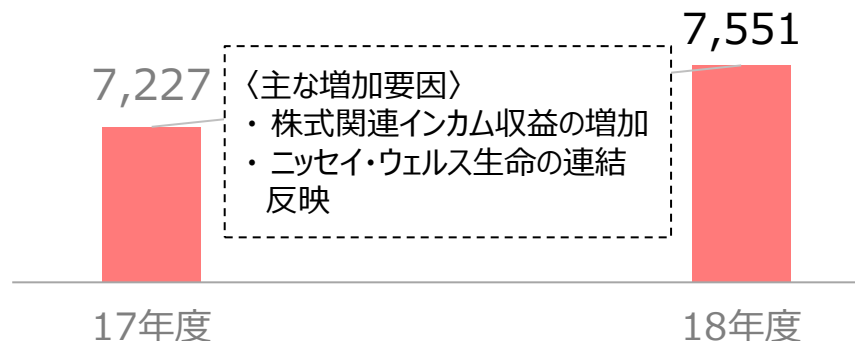 7,551
7,227
〈主な増加要因〉
・ 株式関連インカム収益の増加
・ ニッセイ・ウェルス生命の連結
反映
17年度
18年度